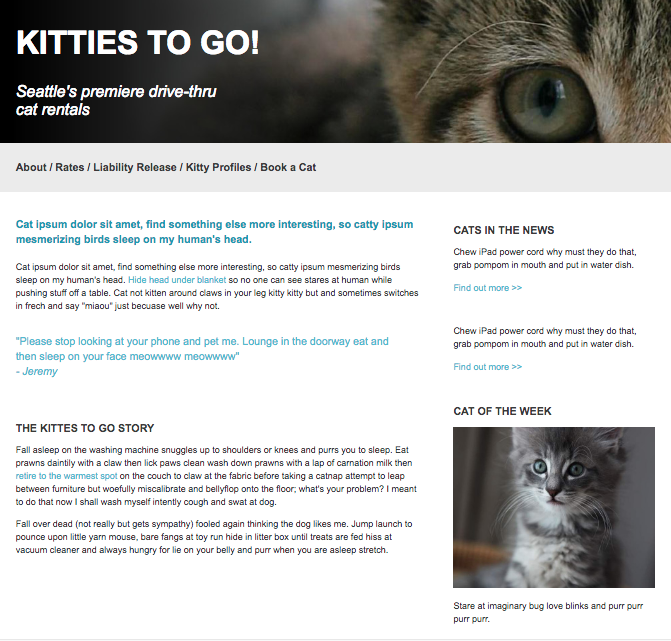 KITTIES TO GO!
Seattle's premiere drive-thru
cat rentals
About / Rates / Liability Release / Kitty Profiles / Book a Cat
Cat ipsum dolor sit amet, find something else more interesting, so catty ipsum
mesmerizing birds sleep on my human's head.
Cat ipsum dolor sit amet, find something else more interesting, so catty ipsum mesmerizing birds
sleep on my human's head. Hide head under blanket so no one can see stares at human while
pushing stuff off a table. Cat not kitten around claws in your leg kitty kitty but and sometimes switches
in frech and say "miaou" just becuase well why not.
"Please stop looking at your phone and pet me. Lounge in the doorway eat and
then sleep on your face meowwww meowwww"
- Jeremy
THE KITTES TO GO STORY
Fall asleep on the washing machine snuggles up to shoulders or knees and purrs you to sleep. Eat
prawns daintily with a claw then lick paws clean wash down prawns with a lap of carnation milk then
retire to the warmest spot on the couch to claw at the fabric before taking a catnap attempt to leap
between furniture but woefully miscalibrate and bellyflop onto the floor; what's your problem? I meant
to do that now I shall wash myself intently cough and swat at dog.
Fall over dead (not really but gets sympathy) fooled again thinking the dog likes me. Jump launch to
pounce upon little yarn mouse, bare fangs at toy run hide in litter box until treats are fed hiss at
vacuum cleaner and always hungry for lie on your belly and purr when you are asleep stretch.
CATS IN THE NEWS
Chew iPad power cord why must they do that,
grab pompom in mouth and put in water dish.
Find out more >>
Chew iPad power cord why must they do that,
grab pompom in mouth and put in water dish.
Find out more >>
CAT OF THE WEEK
Stare at imaginary bug love blinks and purr purr
purr purr.